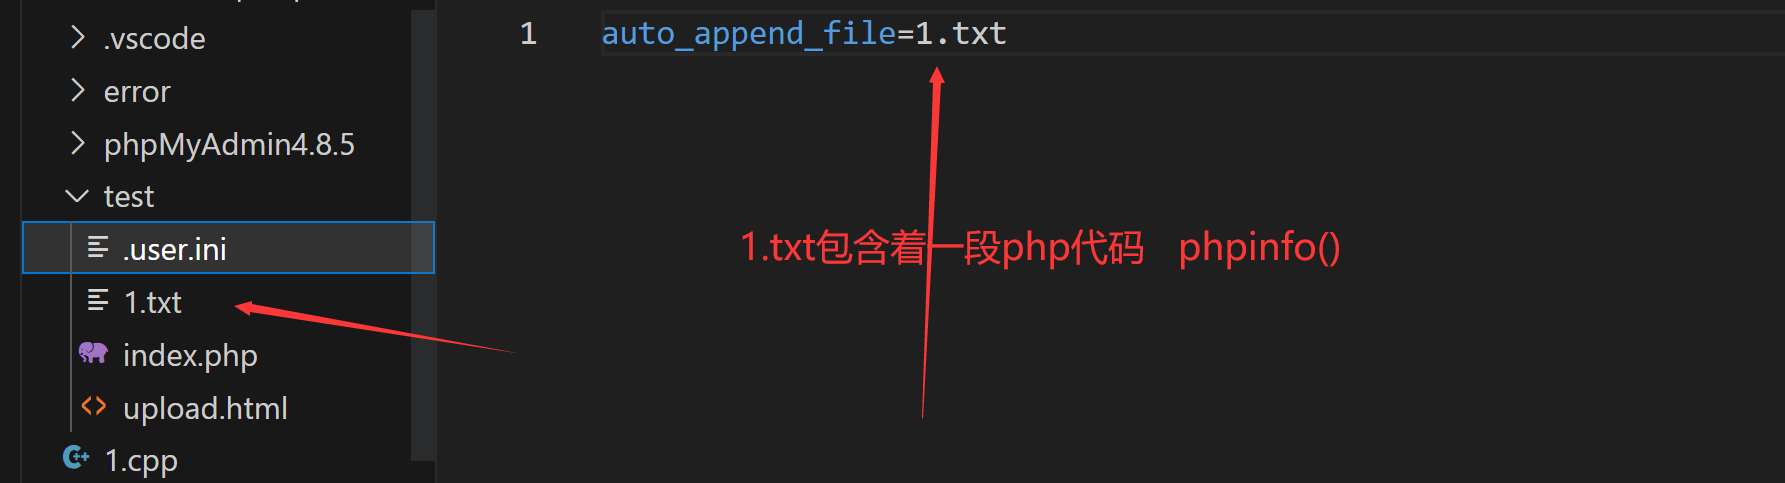 .vscode
error
phpMyAdmin4.8.5
test
.user.ini
1.txt
index.php
upload.html
1.cpp
1 auto_append_file=1.txt
1.txt包含着一段php代码 phpinfo()